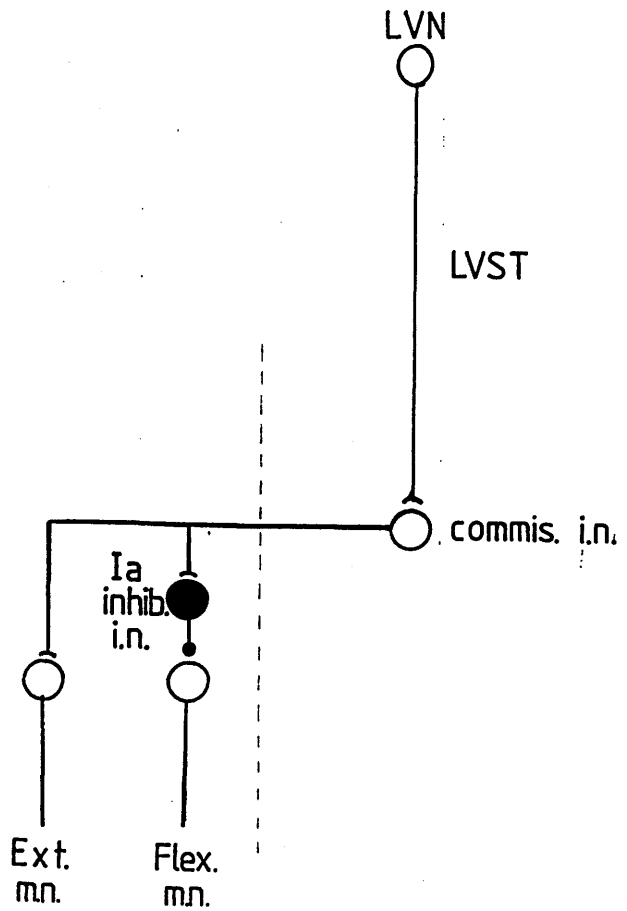 LVN
LVST
commis. i.n.
Ia
inhib.
i.n.
Ext.
m.n.
Flex.
m.n.